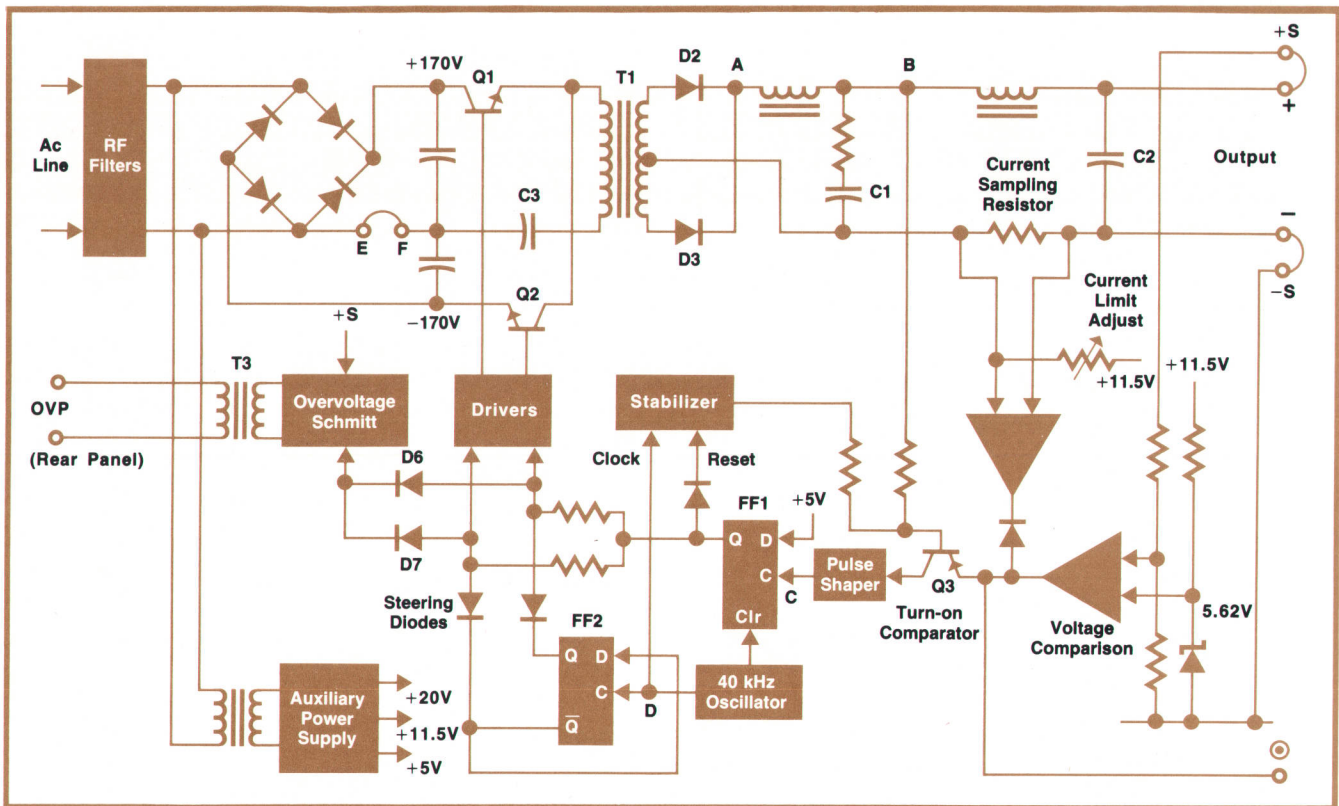 +170V
Q1
T1
D2
A
B
+S
+
Ac
Line
RF
Filters
C3
E
F
C1
D3
Current
Sampling
Resistor
C2
Output
−
−S
Q2
−170V
+S
T3
OVP
(Rear Panel)
Overvoltage
Schmitt
Drivers
Stabilizer
Clock
Reset
Current
Limit
Adjust
+11.5V
+11.5V
D6
D7
Steering
Diodes
FF1
+5V
Q
D
C
Clr
C
Pulse
Shaper
Q3
Turn-on
Comparator
Voltage
Comparison
5.62V
FF2
Q
D
C
Q̅
D
40 kHz
Oscillator
Auxiliary
Power
Supply
+20V
+11.5V
+5V